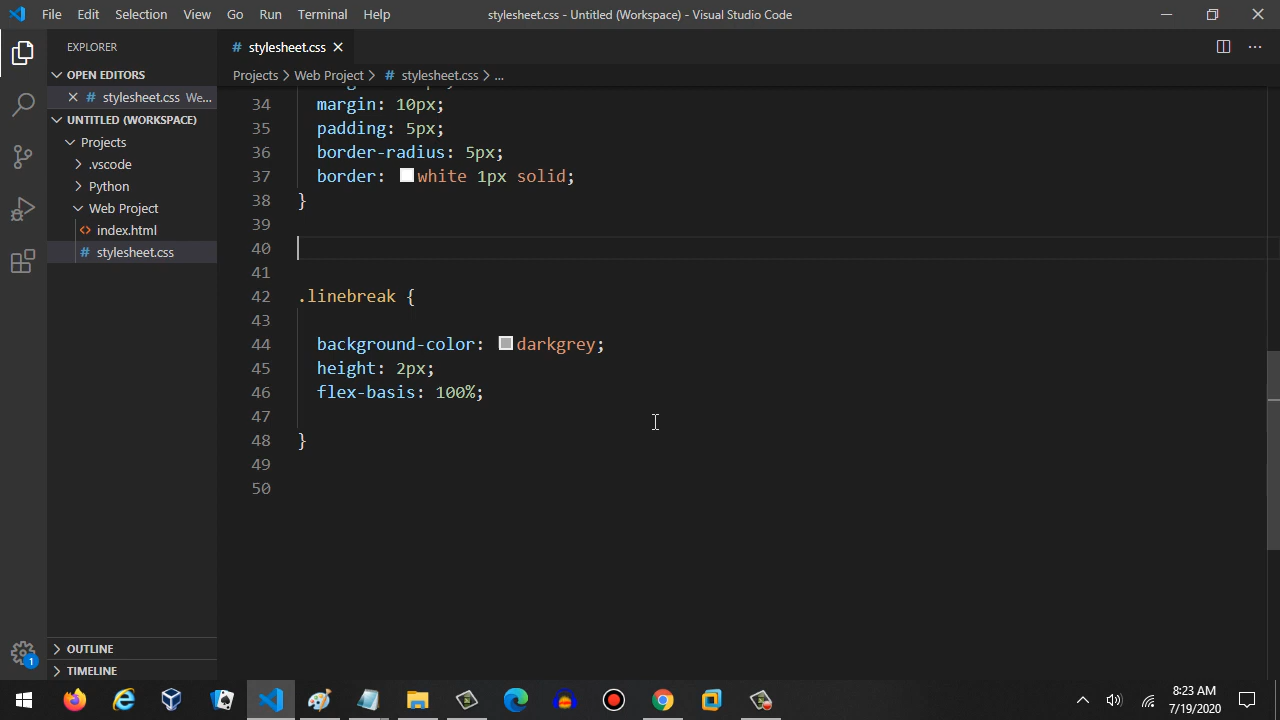 File Edit Selection View Go Run Terminal Help
stylesheet.css - Untitled (Workspace) - Visual Studio Code
EXPLORER
OPEN EDITORS
# stylesheet.css We...
UNTITLED (WORKSPACE)
Projects
.vscode
Python
Web Project
<> index.html
# stylesheet.css
OUTLINE
TIMELINE
1
# stylesheet.css
Projects > Web Project > # stylesheet.css > ...
34 margin: 10px;
35 padding: 5px;
36 border-radius: 5px;
37 border: white 1px solid;
38 }
39
40
41
42 .linebreak {
43
44 background-color: darkgrey;
45 height: 2px;
46 flex-basis: 100%;
47
48 }
49
50
8:23 AM
7/19/2020